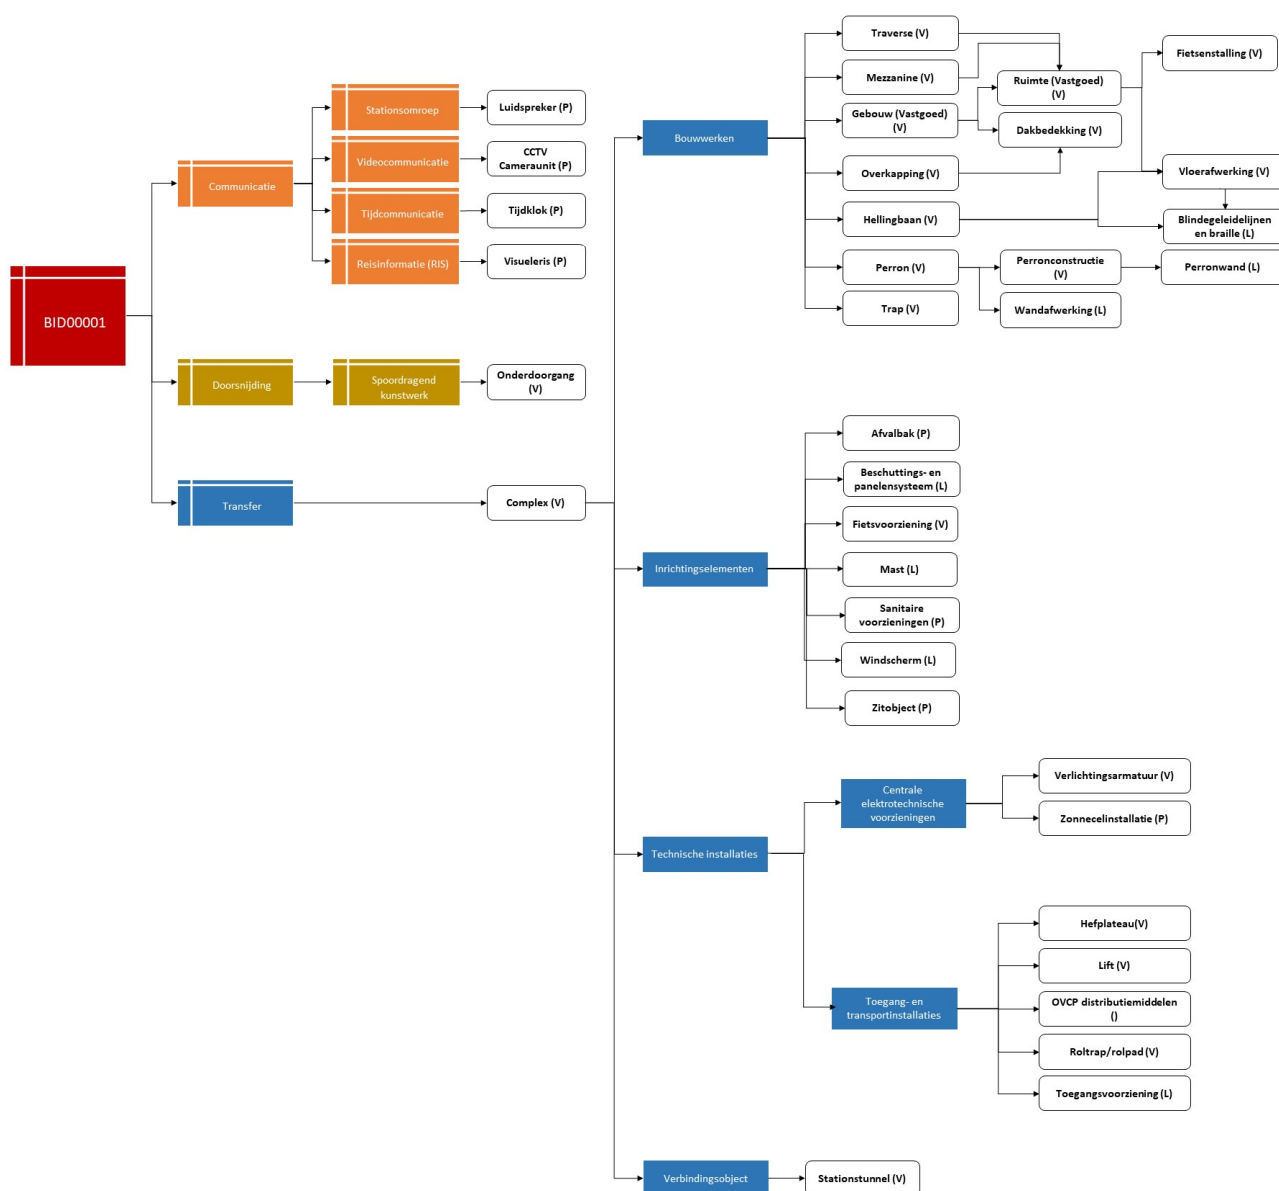 BID00001
Communicatie
Stationsomroep
Luidspreker (P)
Videocommunicatie
CCTV
Cameraunit (P)
Tijdcommunicatie
Tijdklok (P)
Reisinformatie (RIS)
Visueleris (P)
Doorsnijding
Spoordragend
kunstwerk
Onderdoorgang
(V)
Transfer
Complex (V)
Bouwwerken
Traverse (V)
Mezzanine (V)
Gebouw (Vastgoed)
(V)
Ruimte (Vastgoed)
(V)
Dakbedekking (V)
Fietsenstalling (V)
Overkapping (V)
Vloerafwerking (V)
Hellingbaan (V)
Blindegeleidelijnen
en braille (L)
Perron (V)
Perronconstructie
(V)
Perronwand (L)
Wandafwerking (L)
Trap (V)
Inrichtingselementen
Afvalbak (P)
Beschuttings- en
panelensysteem (L)
Fietsvoorziening (V)
Mast (L)
Sanitaire
voorzieningen (P)
Windscherm (L)
Zitobject (P)
Technische installaties
Centrale
elektrotechnische
voorzieningen
Verlichtingsarmatuur (V)
Zonnecelinstallatie (P)
Toegang- en
transportinstallaties
Hefplateau(V)
Lift (V)
OVCP distributiemiddelen
()
Roltrap/rolpad (V)
Toegangsvoorziening (L)
Verbindingsobject
Stationstunnel (V)